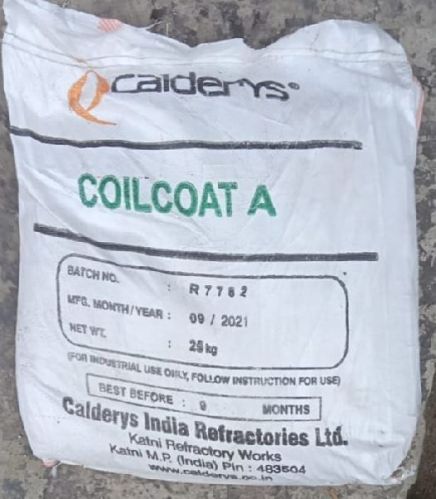 calderys®
COILCOAT A
BATCH NO. : R7782
MFG. MONTH/YEAR : 09 / 2021
NET WT. : 25 kg
(FOR INDUSTRIAL USE ONLY, FOLLOW INSTRUCTION FOR USE)
BEST BEFORE : 9 MONTHS
Calderys India Refractories Ltd.
Katni Refractory Works
Katni M.P. (India) Pin : 483504
www.calderys.co.in